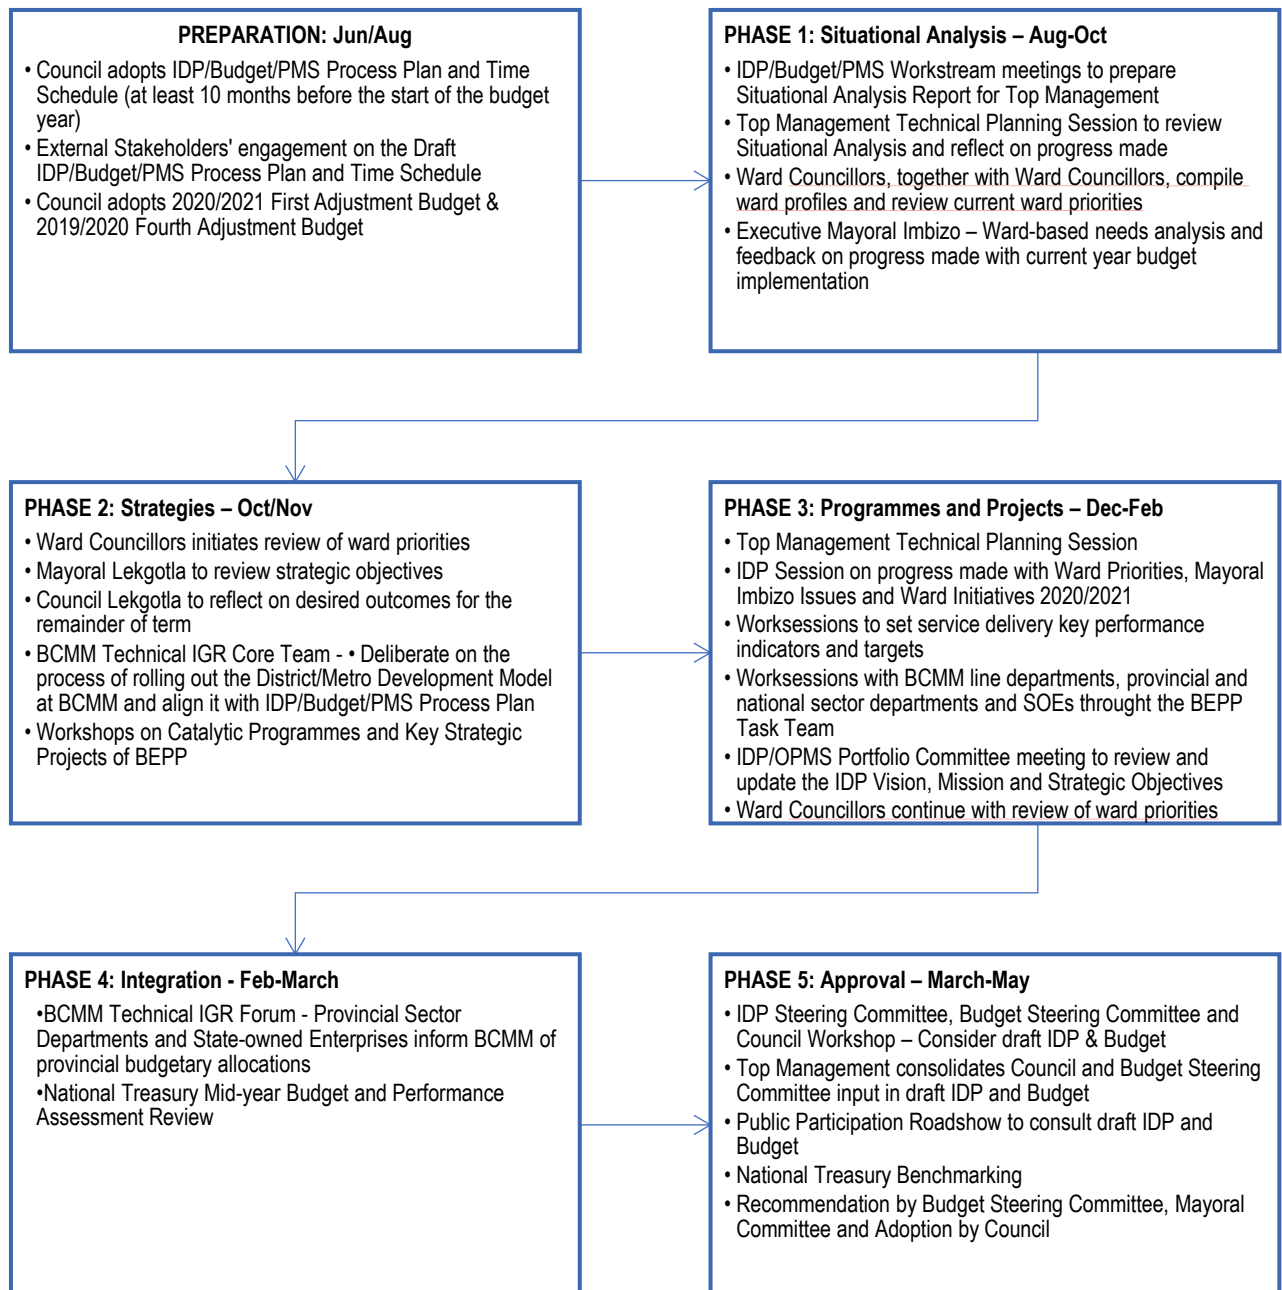 PREPARATION: Jun/Aug
• Council adopts IDP/Budget/PMS Process Plan and Time
Schedule (at least 10 months before the start of the budget
year)
• External Stakeholders' engagement on the Draft
IDP/Budget/PMS Process Plan and Time Schedule
• Council adopts 2020/2021 First Adjustment Budget &
2019/2020 Fourth Adjustment Budget
PHASE 1: Situational Analysis – Aug-Oct
• IDP/Budget/PMS Workstream meetings to prepare
Situational Analysis Report for Top Management
• Top Management Technical Planning Session to review
Situational Analysis and reflect on progress made
• Ward Councillors, together with Ward Councillors, compile
ward profiles and review current ward priorities
• Executive Mayoral Imbizo – Ward-based needs analysis and
feedback on progress made with current year budget
implementation
PHASE 2: Strategies – Oct/Nov
• Ward Councillors initiates review of ward priorities
• Mayoral Lekgotla to review strategic objectives
• Council Lekgotla to reflect on desired outcomes for the
remainder of term
• BCMM Technical IGR Core Team - • Deliberate on the
process of rolling out the District/Metro Development Model
at BCMM and align it with IDP/Budget/PMS Process Plan
• Workshops on Catalytic Programmes and Key Strategic
Projects of BEPP
PHASE 3: Programmes and Projects – Dec-Feb
• Top Management Technical Planning Session
• IDP Session on progress made with Ward Priorities, Mayoral
Imbizo Issues and Ward Initiatives 2020/2021
• Worksessions to set service delivery key performance
indicators and targets
• Worksessions with BCMM line departments, provincial and
national sector departments and SOEs throught the BEPP
Task Team
• IDP/OPMS Portfolio Committee meeting to review and
update the IDP Vision, Mission and Strategic Objectives
• Ward Councillors continue with review of ward priorities
PHASE 4: Integration - Feb-March
•BCMM Technical IGR Forum - Provincial Sector
Departments and State-owned Enterprises inform BCMM of
provincial budgetary allocations
•National Treasury Mid-year Budget and Performance
Assessment Review
PHASE 5: Approval – March-May
• IDP Steering Committee, Budget Steering Committee and
Council Workshop – Consider draft IDP & Budget
• Top Management consolidates Council and Budget Steering
Committee input in draft IDP and Budget
• Public Participation Roadshow to consult draft IDP and
Budget
• National Treasury Benchmarking
• Recommendation by Budget Steering Committee, Mayoral
Committee and Adoption by Council